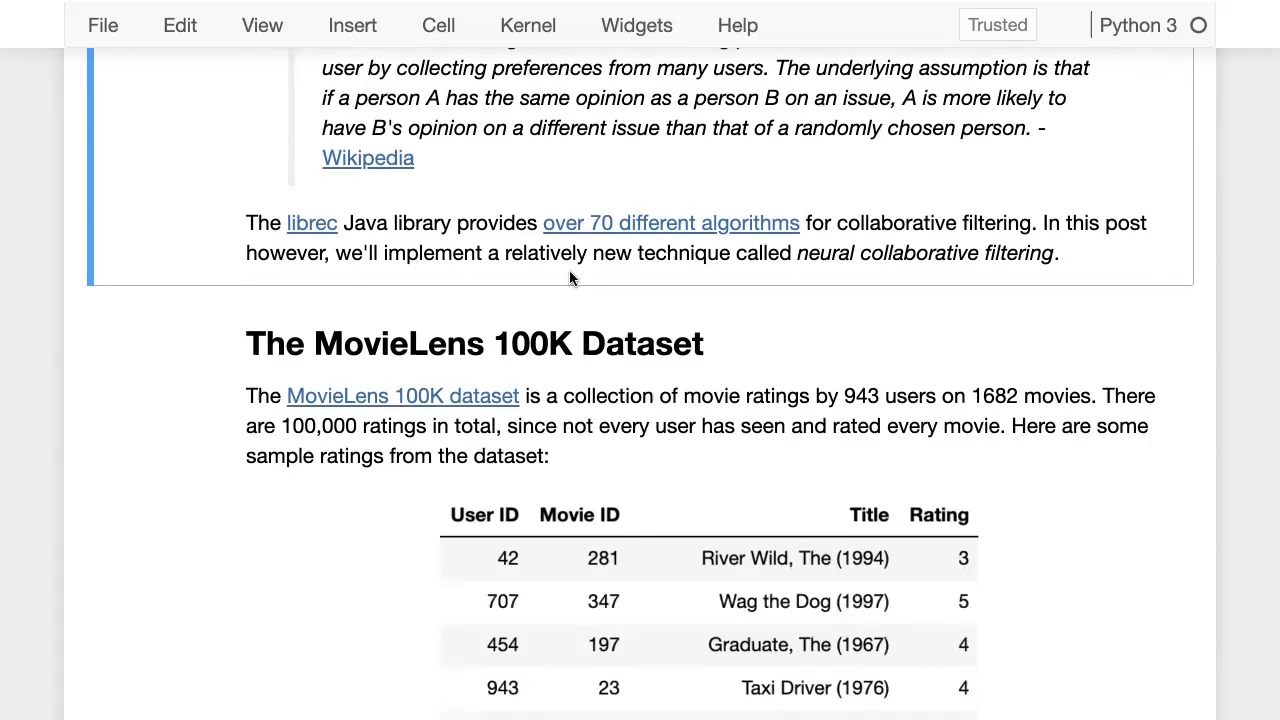 File Edit View Insert Cell Kernel Widgets Help Trusted Python 3
user by collecting preferences from many users. The underlying assumption is that
if a person A has the same opinion as a person B on an issue, A is more likely to
have B's opinion on a different issue than that of a randomly chosen person. -
Wikipedia
The librec Java library provides over 70 different algorithms for collaborative filtering. In this post
however, we'll implement a relatively new technique called neural collaborative filtering.
The MovieLens 100K Dataset
The MovieLens 100K dataset is a collection of movie ratings by 943 users on 1682 movies. There
are 100,000 ratings in total, since not every user has seen and rated every movie. Here are some
sample ratings from the dataset:
User ID Movie ID Title Rating
42 281 River Wild, The (1994) 3
707 347 Wag the Dog (1997) 5
454 197 Graduate, The (1967) 4
943 23 Taxi Driver (1976) 4